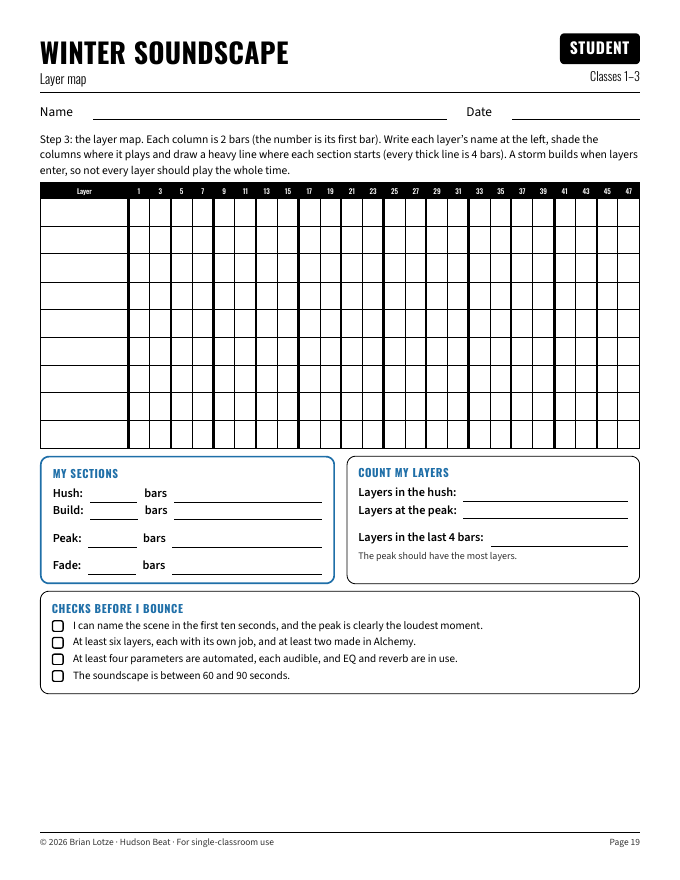 WINTER SOUNDSCAPE
STUDENT
Layer map
Classes 1–3
Name
Date
Step 3: the layer map. Each column is 2 bars (the number is its first bar). Write each layer’s name at the left, shade the
columns where it plays and draw a heavy line where each section starts (every thick line is 4 bars). A storm builds when layers
enter, so not every layer should play the whole time.
Layer 1 3 5 7 9 11 13 15 17 19 21 23 25 27 29 31 33 35 37 39 41 43 45 47
MY SECTIONS
Hush: bars
Build: bars
Peak: bars
Fade: bars
COUNT MY LAYERS
Layers in the hush:
Layers at the peak:
Layers in the last 4 bars:
The peak should have the most layers.
CHECKS BEFORE I BOUNCE
I can name the scene in the first ten seconds, and the peak is clearly the loudest moment.
At least six layers, each with its own job, and at least two made in Alchemy.
At least four parameters are automated, each audible, and EQ and reverb are in use.
The soundscape is between 60 and 90 seconds.
© 2026 Brian Lotze · Hudson Beat · For single-classroom use
Page 19